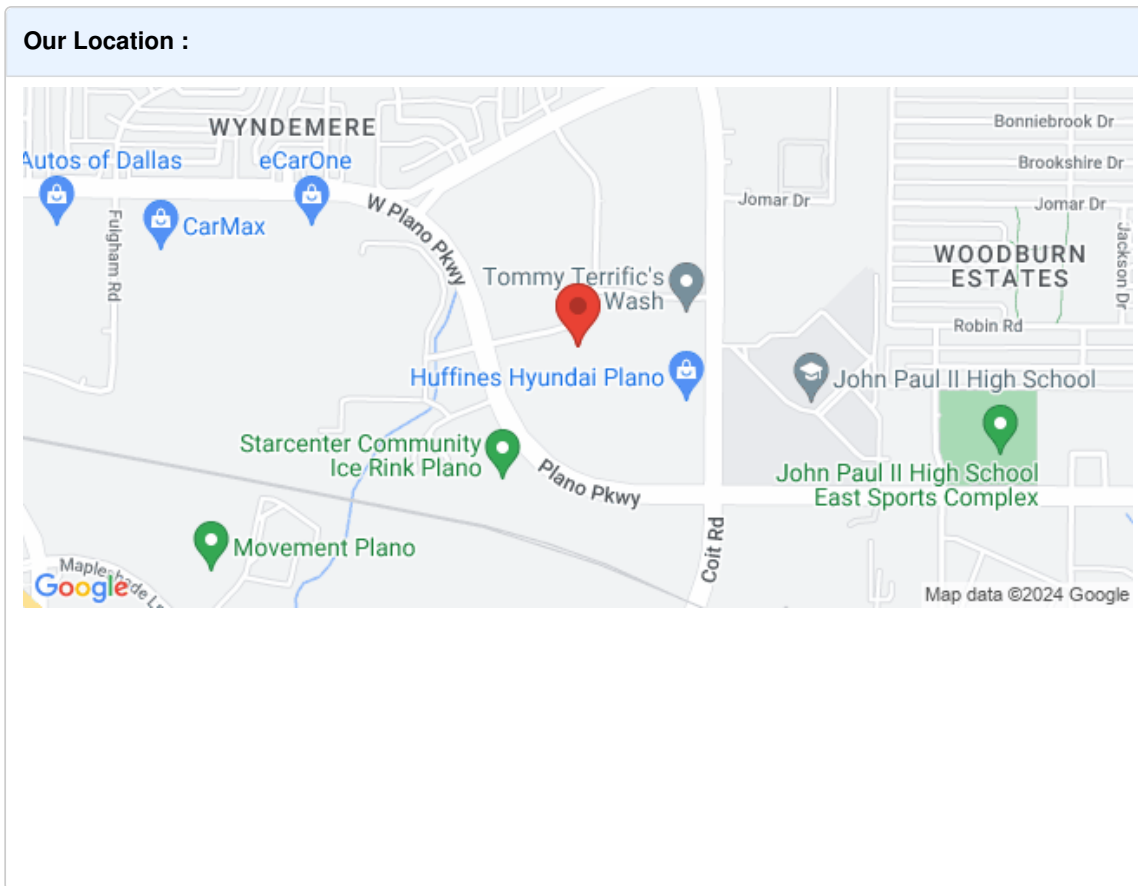 Our Location :
WYNDEMERE
Bonniebrook Dr
Autos of Dallas
eCarOne
Brookshire Dr
W Plano Pkwy
Jomar Dr
Jomar Dr
CarMax
Fulgham Rd
Jackson Dr
WOODBURN
ESTATES
Tommy Terrific's
Wash
Robin Rd
Huffines Hyundai Plano
John Paul II High School
Starcenter Community
Ice Rink Plano
Plano Pkwy
John Paul II High School
East Sports Complex
Coit Rd
Movement Plano
Mapleshade Ln
Google
Map data ©2024 Google